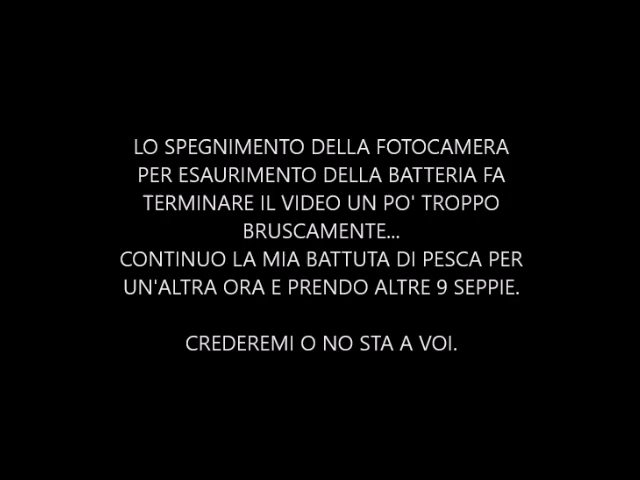 LO SPEGNIMENTO DELLA FOTOCAMERA
PER ESAURIMENTO DELLA BATTERIA FA
TERMINARE IL VIDEO UN PO' TROPPO
BRUSCAMENTE...
CONTINUO LA MIA BATTUTA DI PESCA PER
UN'ALTRA ORA E PRENDO ALTRE 9 SEPPIE.
CREDEREMI O NO STA A VOI.